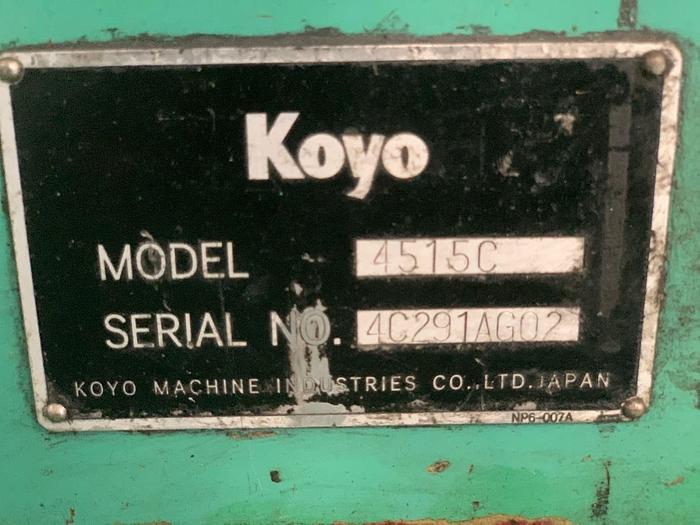 Koyo
MODEL 4515C
SERIAL NO. 4C291AG02
KOYO MACHINE INDUSTRIES CO.,LTD. JAPAN
NP6-007A